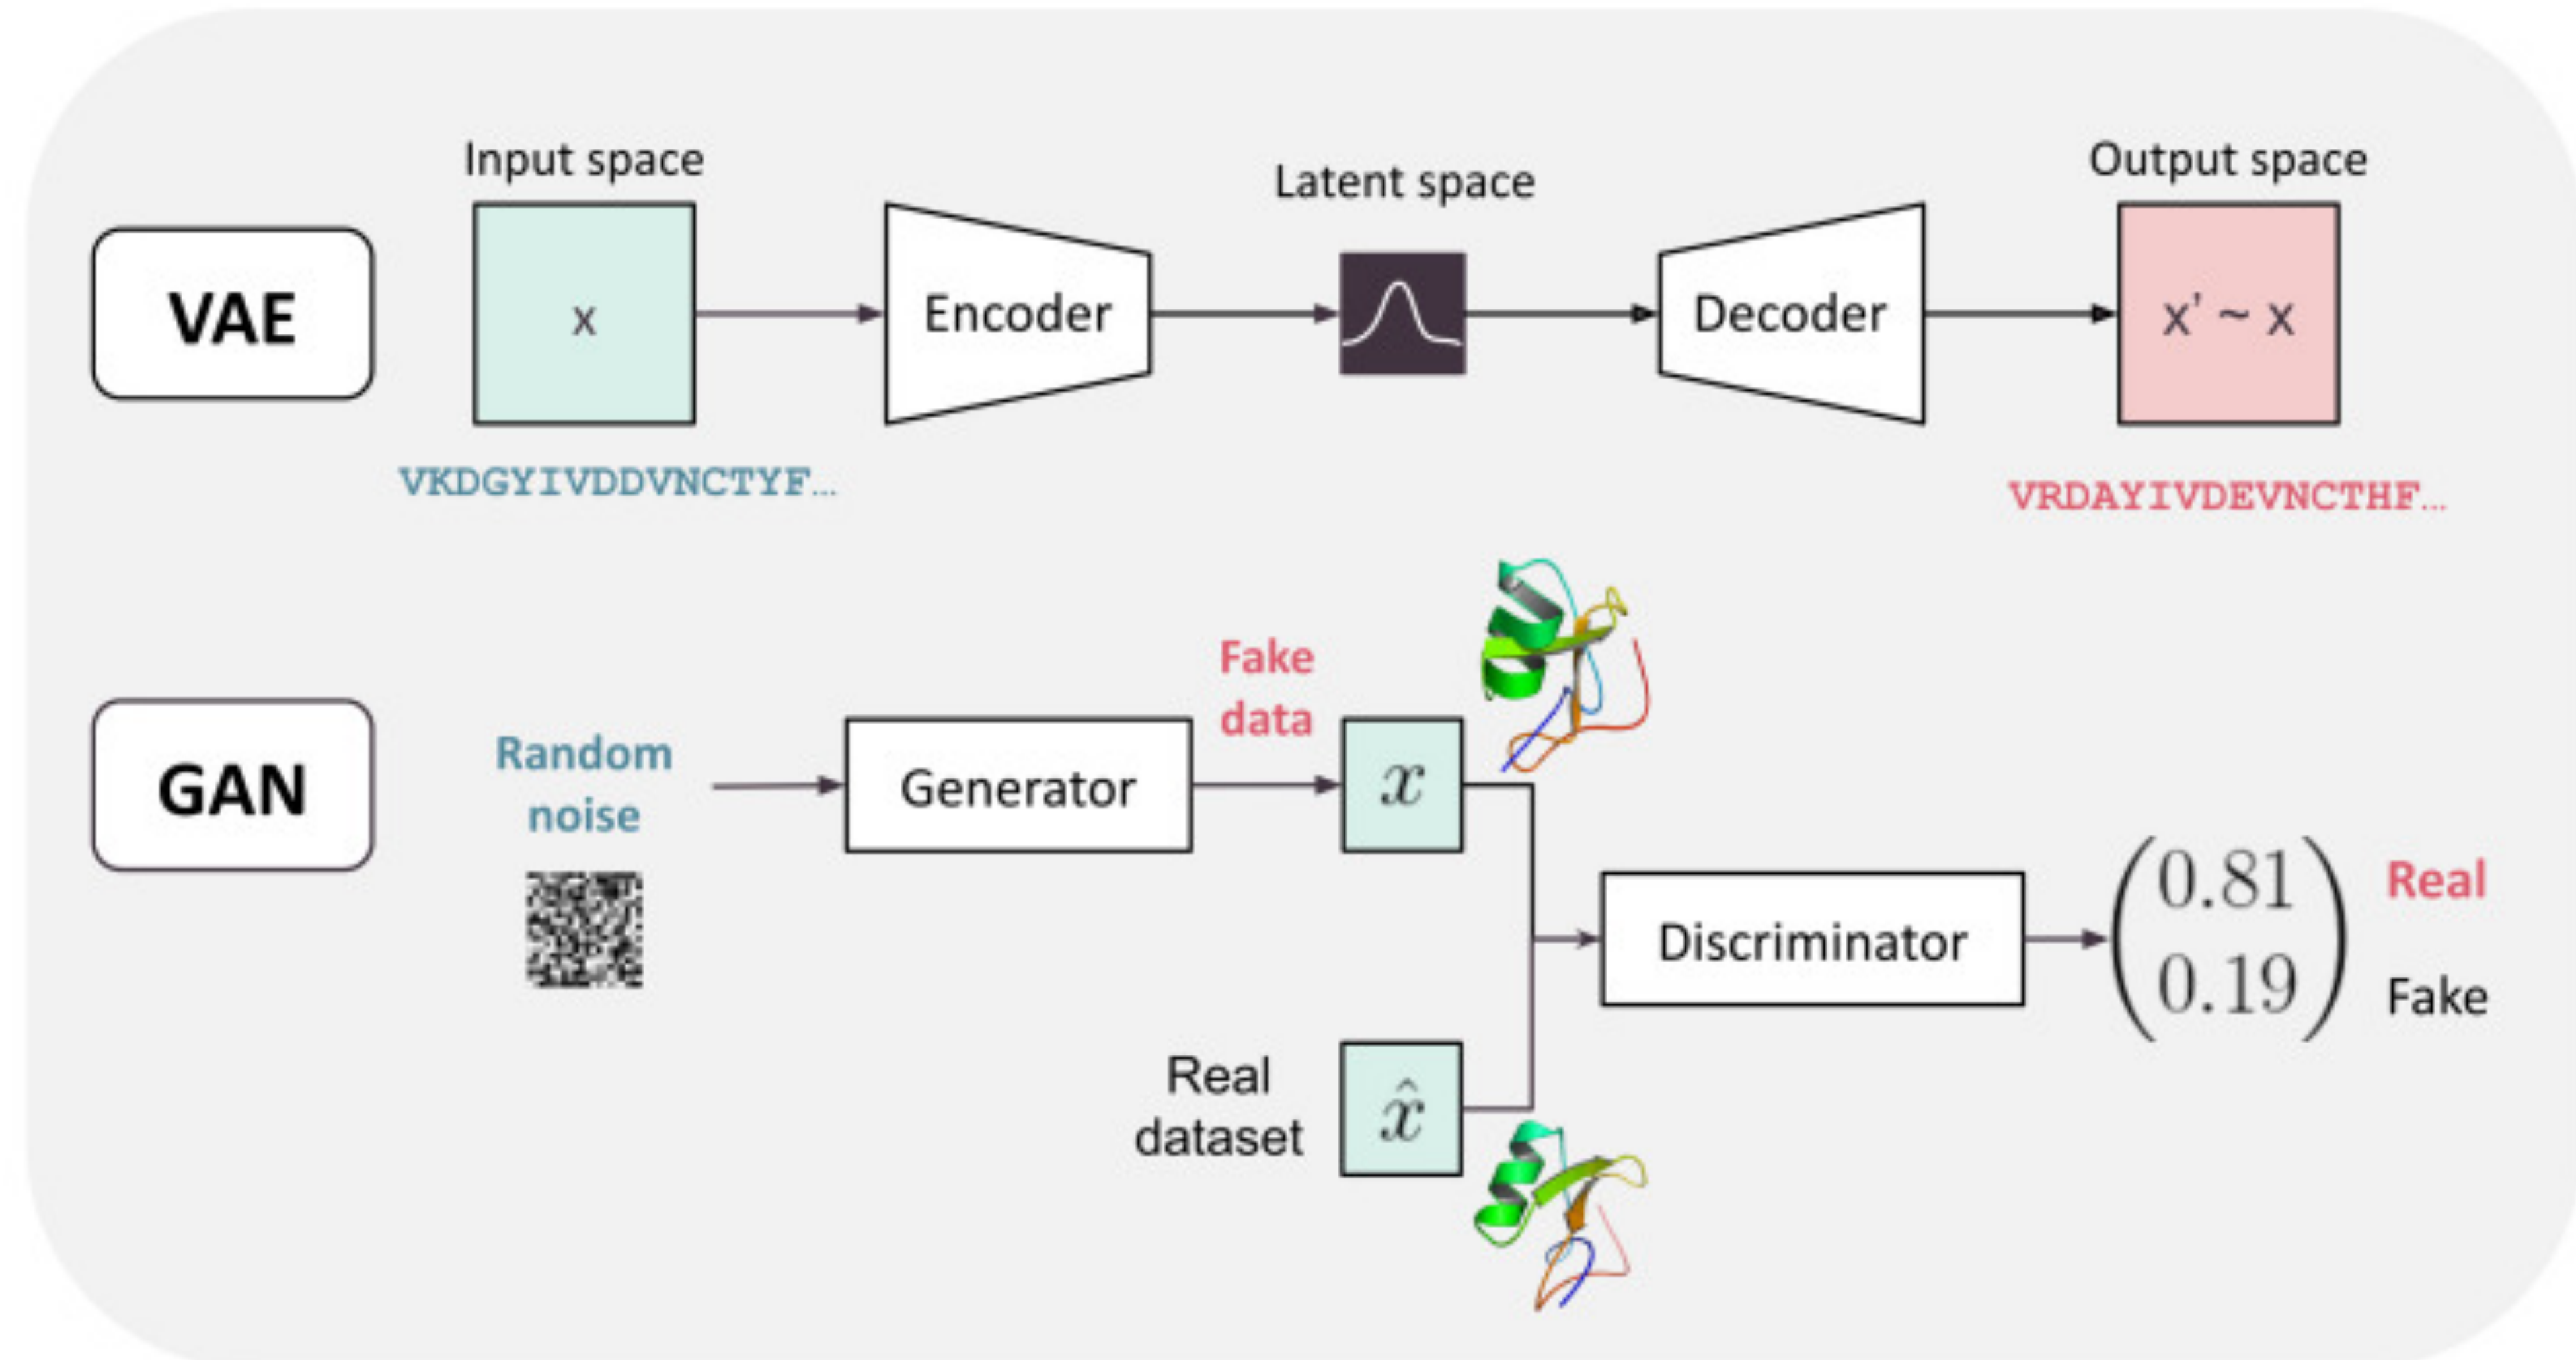 Input space
Latent space
Output space
VAE
x
Encoder
Decoder
x' ~ x
VKDGYIVDDVNCTYF...
VRDAYIVDEVNCTHF...
Fake
data
GAN
Random
noise
Generator
x
Discriminator
0.81
Real
0.19
Fake
Real
dataset
x̂